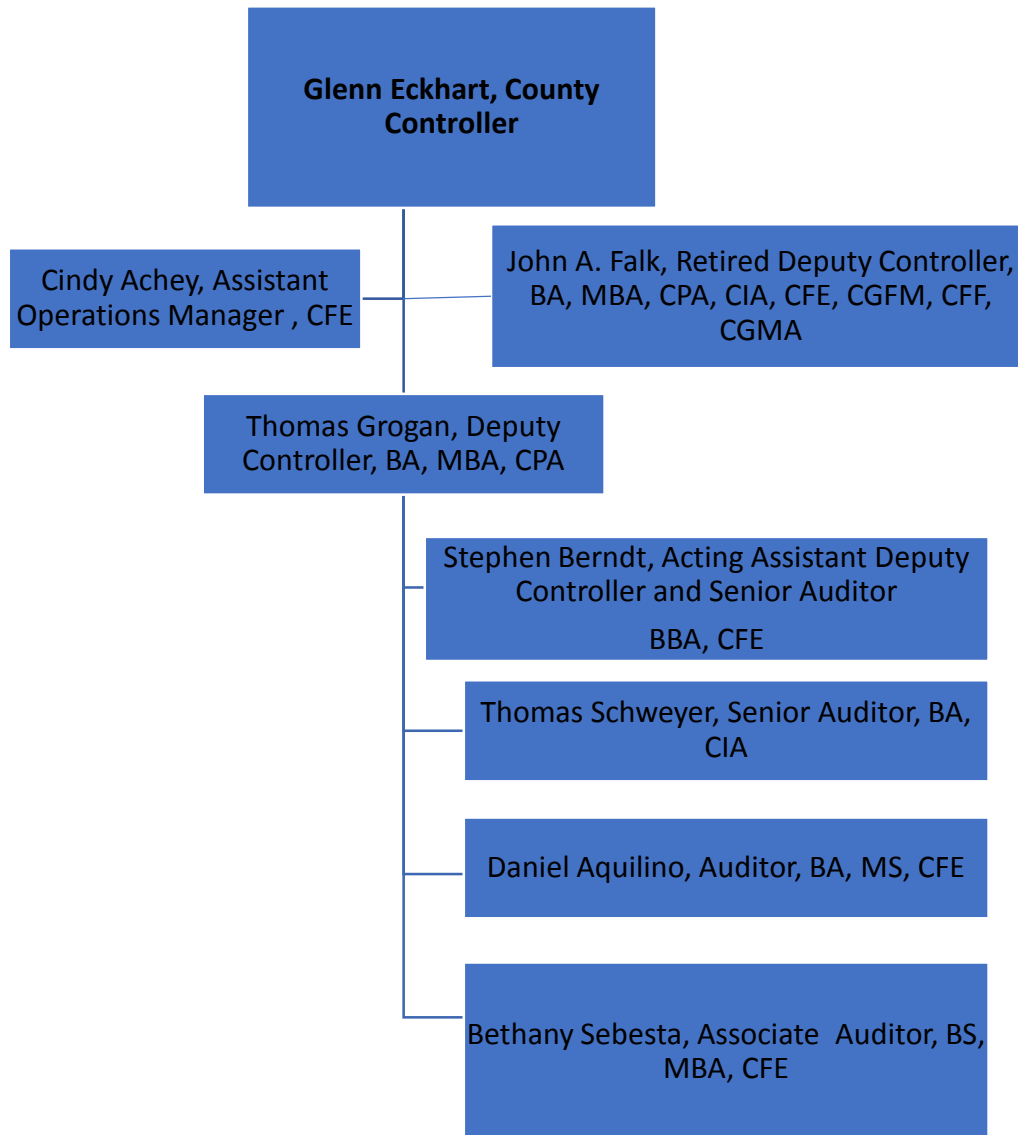 Glenn Eckhart, County
Controller
Cindy Achey, Assistant
Operations Manager , CFE
John A. Falk, Retired Deputy Controller,
BA, MBA, CPA, CIA, CFE, CGFM, CFF,
CGMA
Thomas Grogan, Deputy
Controller, BA, MBA, CPA
Stephen Berndt, Acting Assistant Deputy
Controller and Senior Auditor
BBA, CFE
Thomas Schweyer, Senior Auditor, BA,
CIA
Daniel Aquilino, Auditor, BA, MS, CFE
Bethany Sebesta, Associate  Auditor, BS,
MBA, CFE